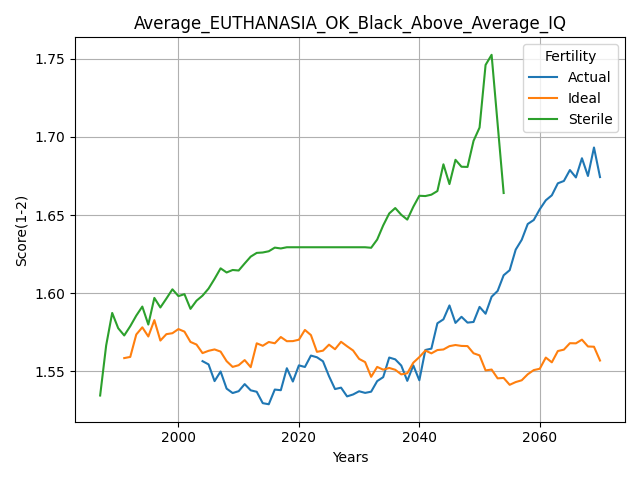 Average_EUTHANASIA_OK_Black_Above_Average_IQ
Fertility
Actual
Ideal
Sterile
1.75
1.70
1.65
1.60
1.55
Score(1-2)
2000 2020 2040 2060
Years